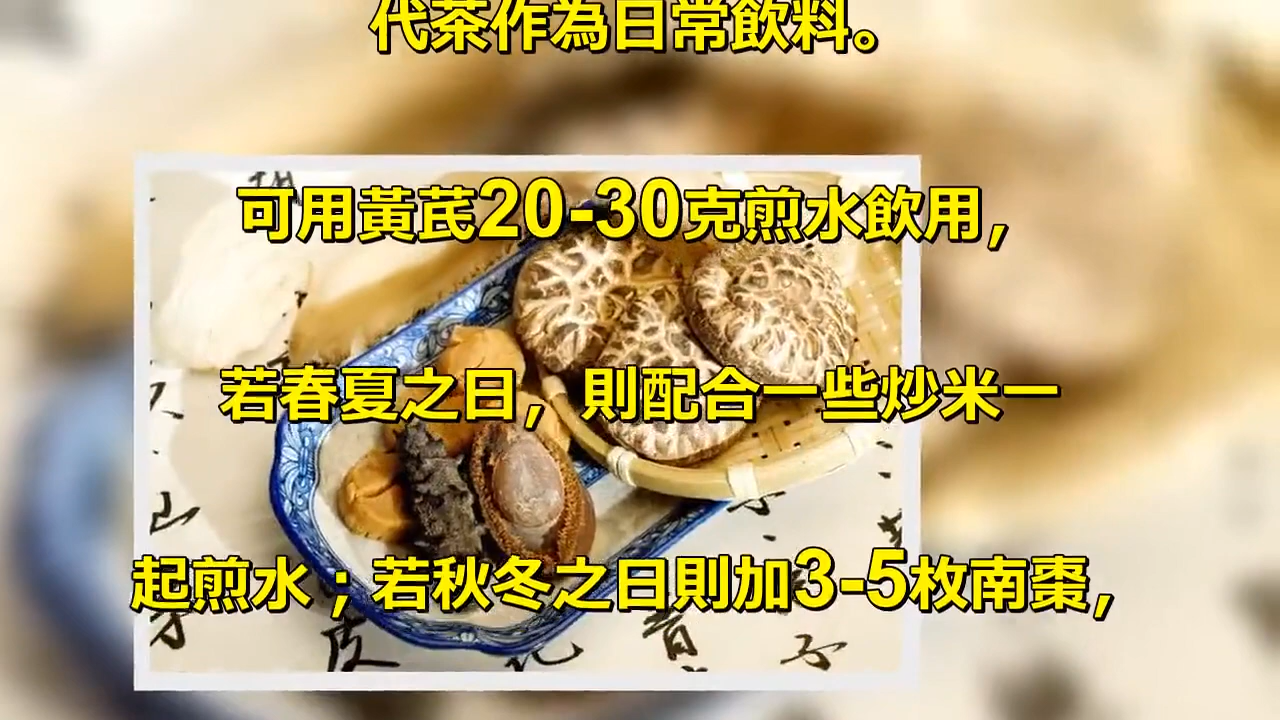 代茶作為日常飲料。
可用黃芪20-30克煎水飲用，
若春夏之日，則配合一些炒米一
起煎水；若秋冬之日則加3-5枚南棗，